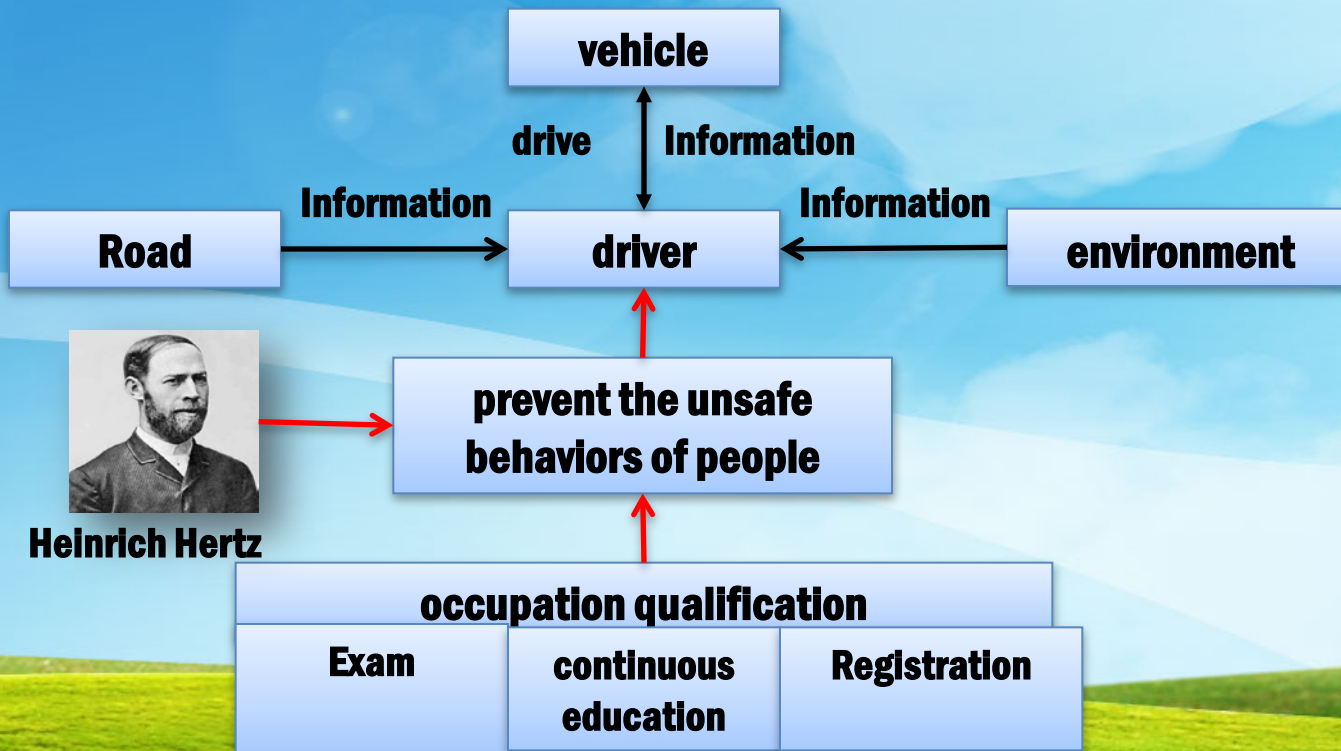 vehicle
drive
Information
Information
Information
Road
driver
environment
prevent the unsafe
behaviors of people
Heinrich Hertz
occupation qualification
Exam
continuous
education
Registration